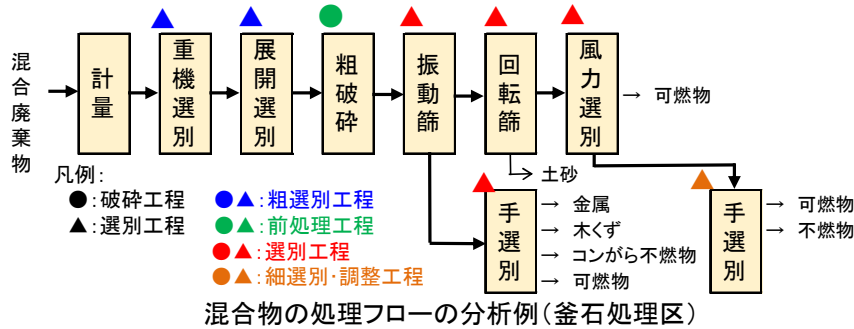 混合廃棄物
計量
重機選別
展開選別
粗破砕
振動篩
回転篩
風力選別
→ 可燃物
→土砂
凡例:
●:破砕工程
▲:選別工程
●▲:粗選別工程
●▲:前処理工程
●▲:選別工程
●▲:細選別・調整工程
手選別
→ 金属
→ 木くず
→ コンがら不燃物
→ 可燃物
手選別
→ 可燃物
→ 不燃物
混合物の処理フローの分析例(釜石処理区)